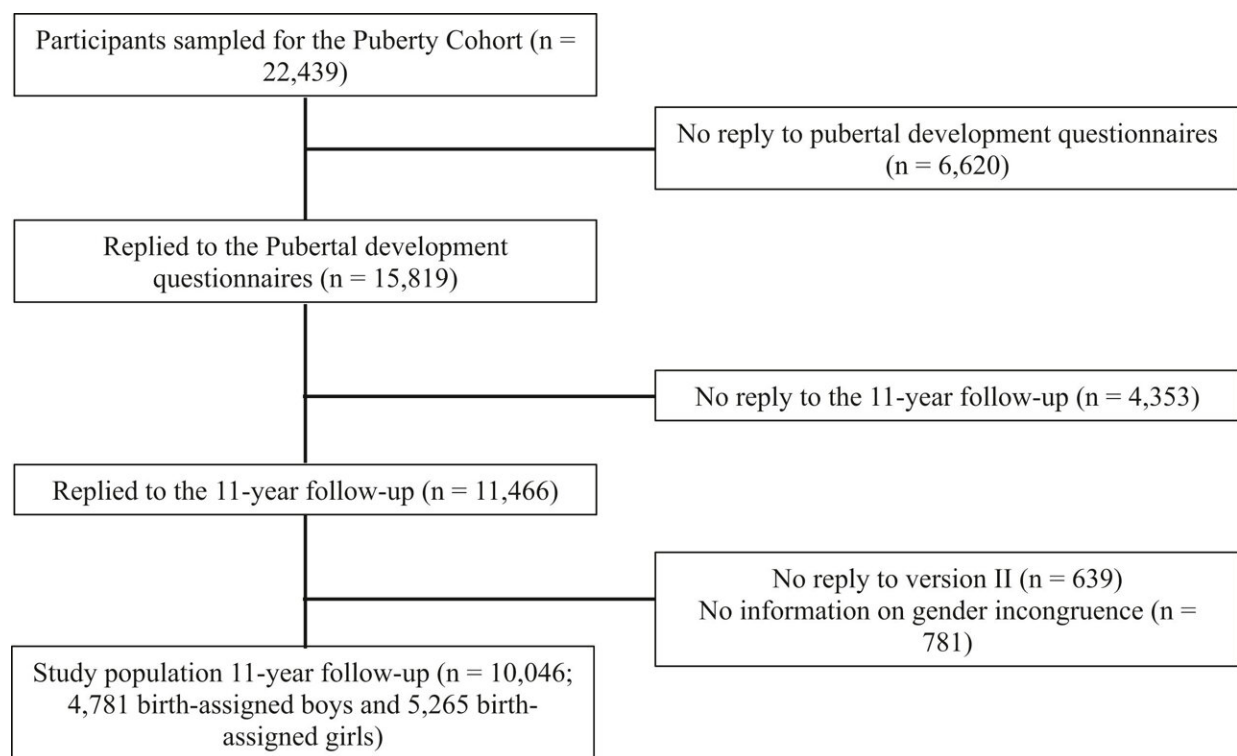 Participants sampled for the Puberty Cohort (n =
22,439)
No reply to pubertal development questionnaires
(n = 6,620)
Replied to the Pubertal development
questionnaires (n = 15,819)
No reply to the 11-year follow-up (n = 4,353)
Replied to the 11-year follow-up (n = 11,466)
No reply to version II (n = 639)
No information on gender incongruence (n =
781)
Study population 11-year follow-up (n = 10,046;
4,781 birth-assigned boys and 5,265 birth-
assigned girls)